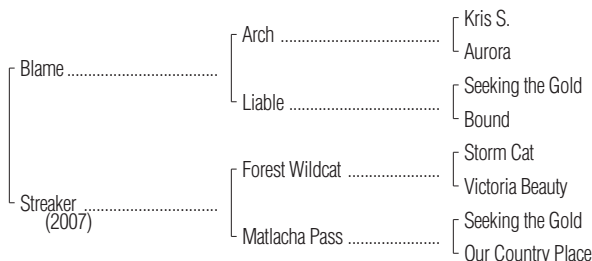 Kris S.
Arch ........................................
Aurora
Blame ......................................
Seeking the Gold
Liable ......................................
Bound
Storm Cat
Forest Wildcat ........................
Victoria Beauty
Streaker ..................................
(2007)
Seeking the Gold
Matlacha Pass ........................
Our Country Place